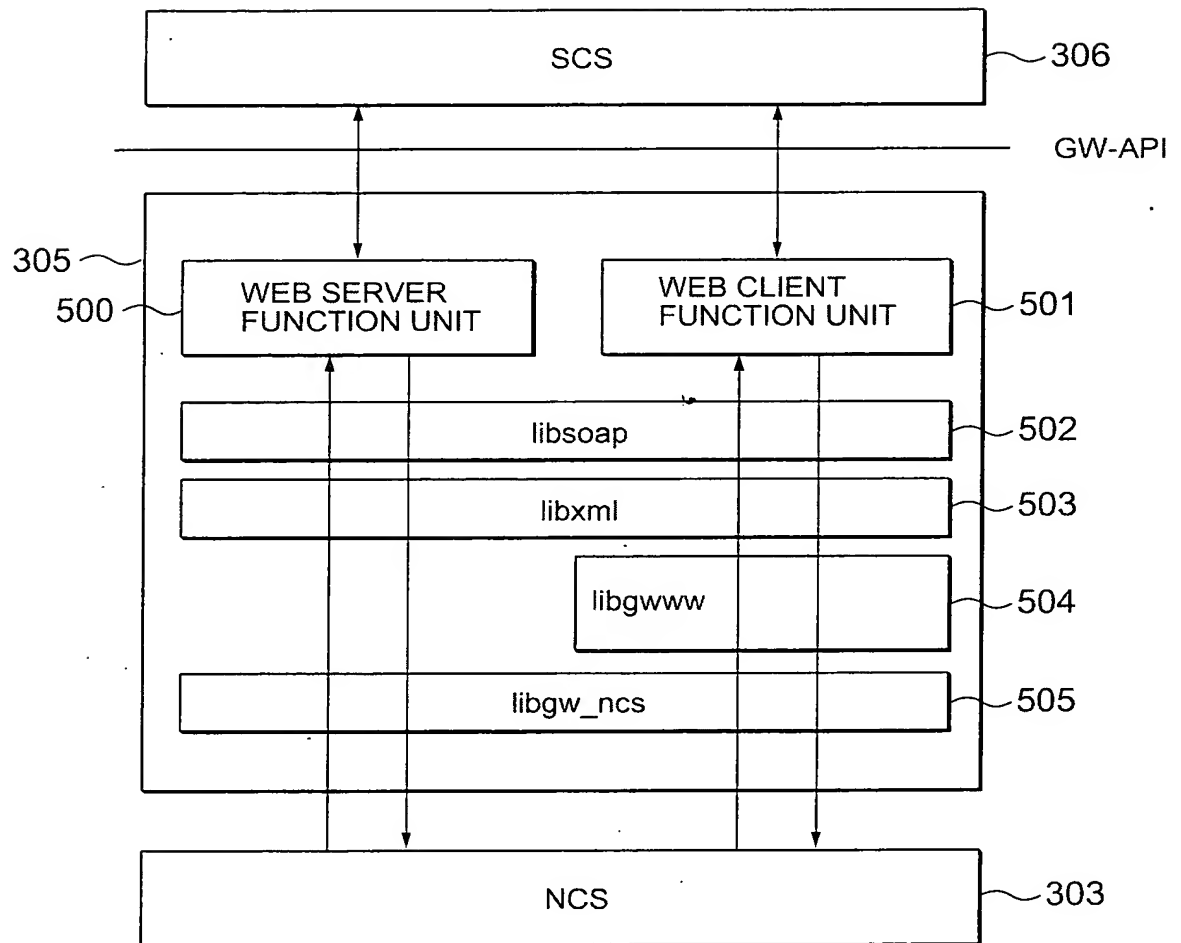 SCS
306
GW-API
305
500
WEB SERVER
FUNCTION UNIT
WEB CLIENT
FUNCTION UNIT
501
libsoap
502
libxml
503
libgwww
504
libgw_ncs
505
NCS
303